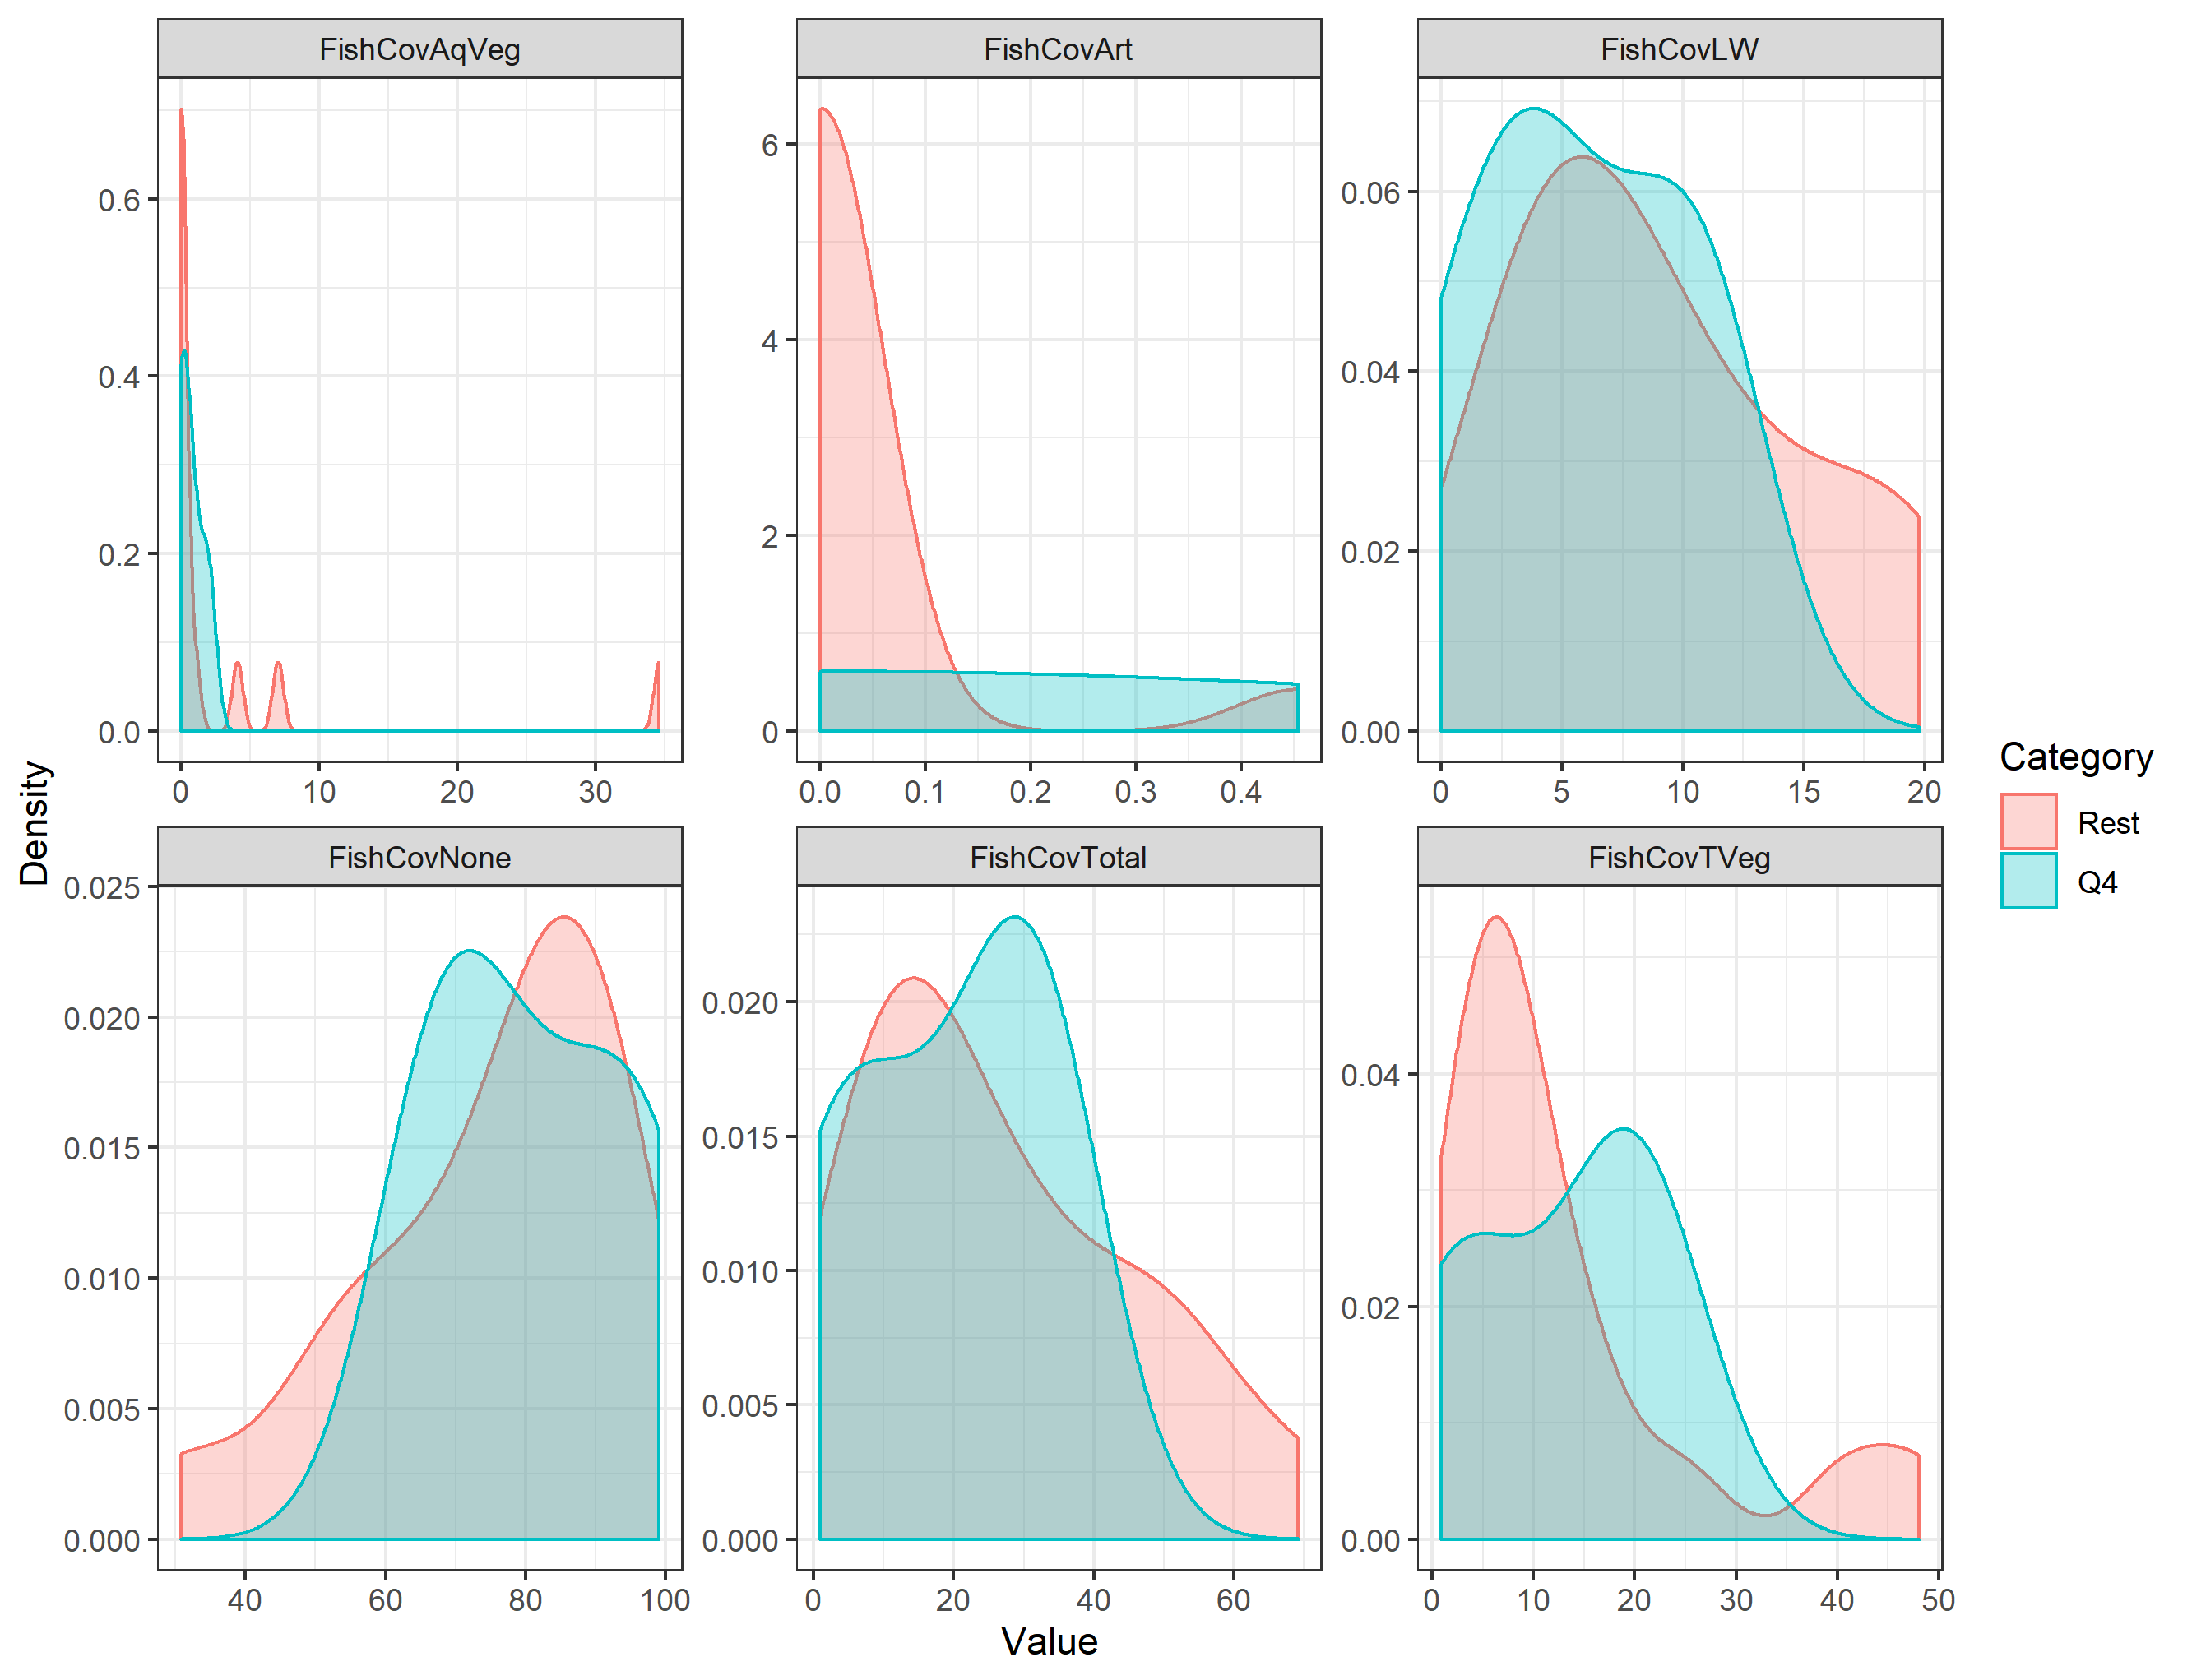 FishCovAqVeg
FishCovArt
FishCovLW
0.6
0.4
0.2
0.0
6
4
2
0
0.06
0.04
0.02
0.00
0 10 20 30
0.0 0.1 0.2 0.3 0.4
0 5 10 15 20
FishCovNone
FishCovTotal
FishCovTVeg
0.025
0.020
0.015
0.010
0.005
0.000
0.020
0.015
0.010
0.005
0.000
0.04
0.02
0.00
40 60 80 100
0 20 40 60
0 10 20 30 40 50
Density
Value
Category
Rest
Q4